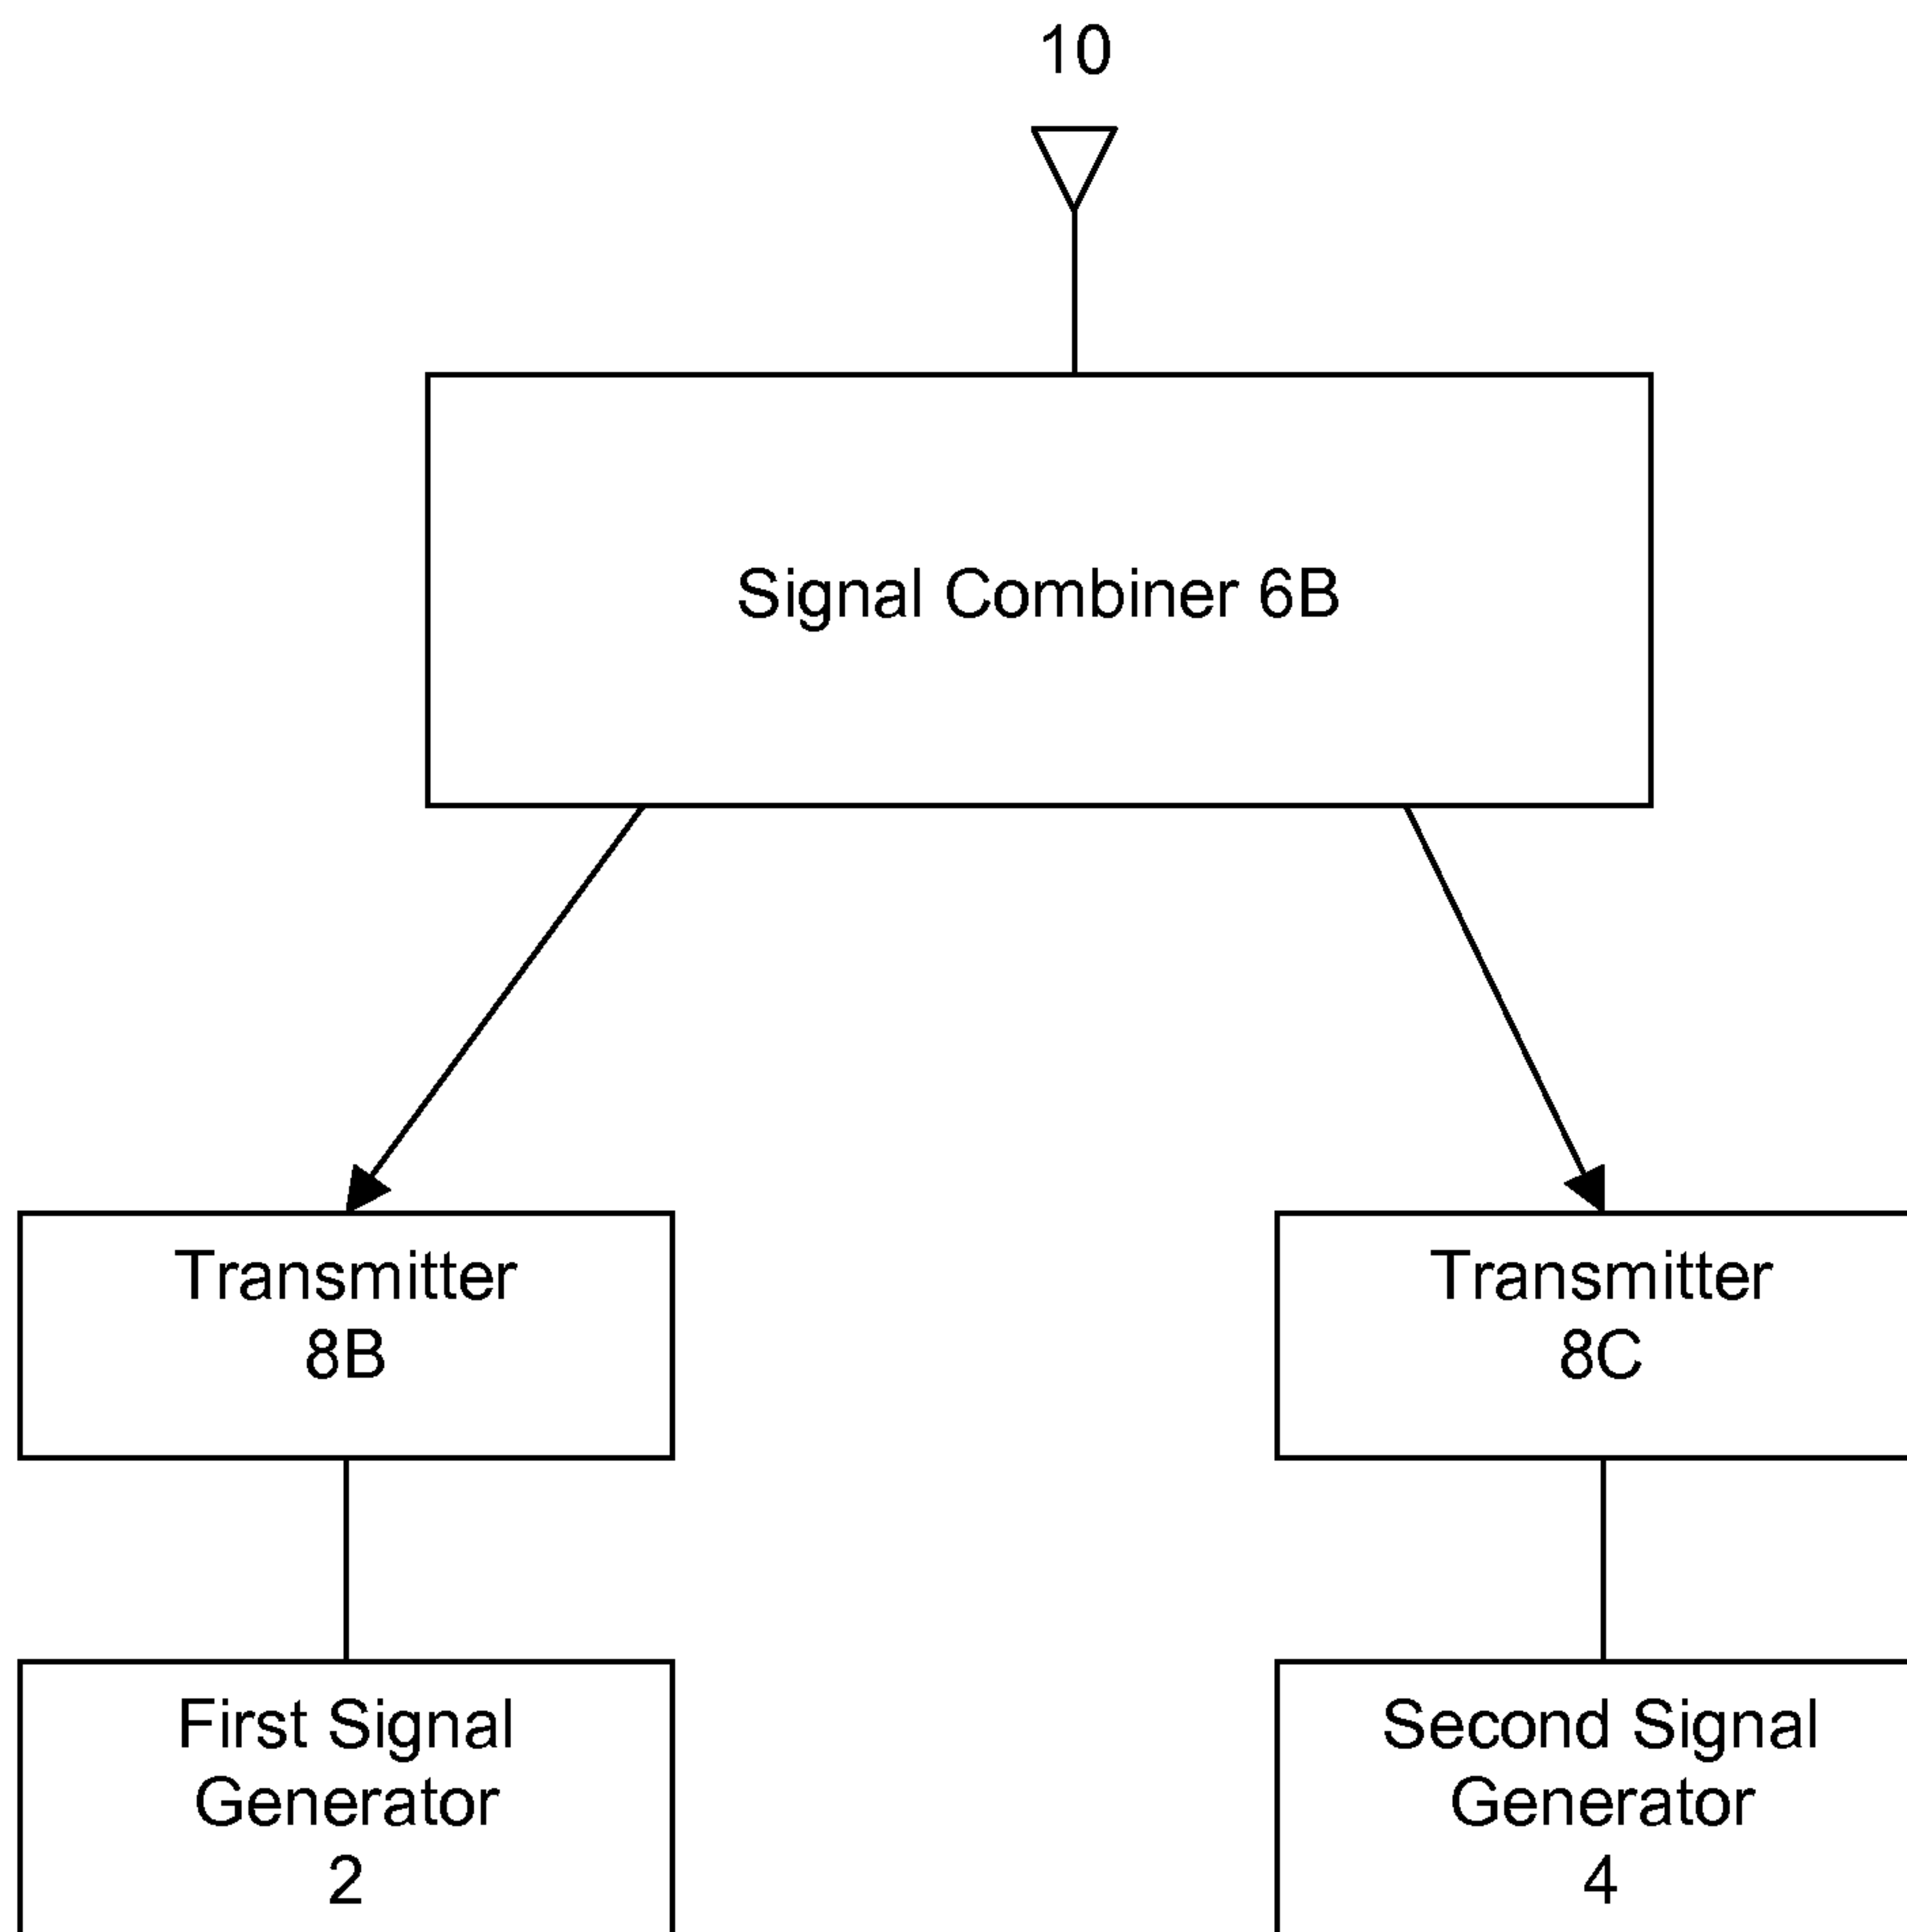 10
Signal Combiner 6B
Transmitter
8B
Transmitter
8C
First Signal
Generator
2
Second Signal
Generator
4